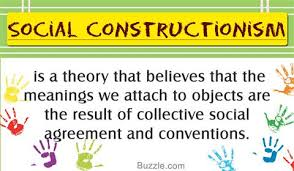 SOCIAL CONSTRUCTIONISM
is a theory that believes that the
meanings we attach to objects are
the result of collective social
agreement and conventions.
Buzzle.com